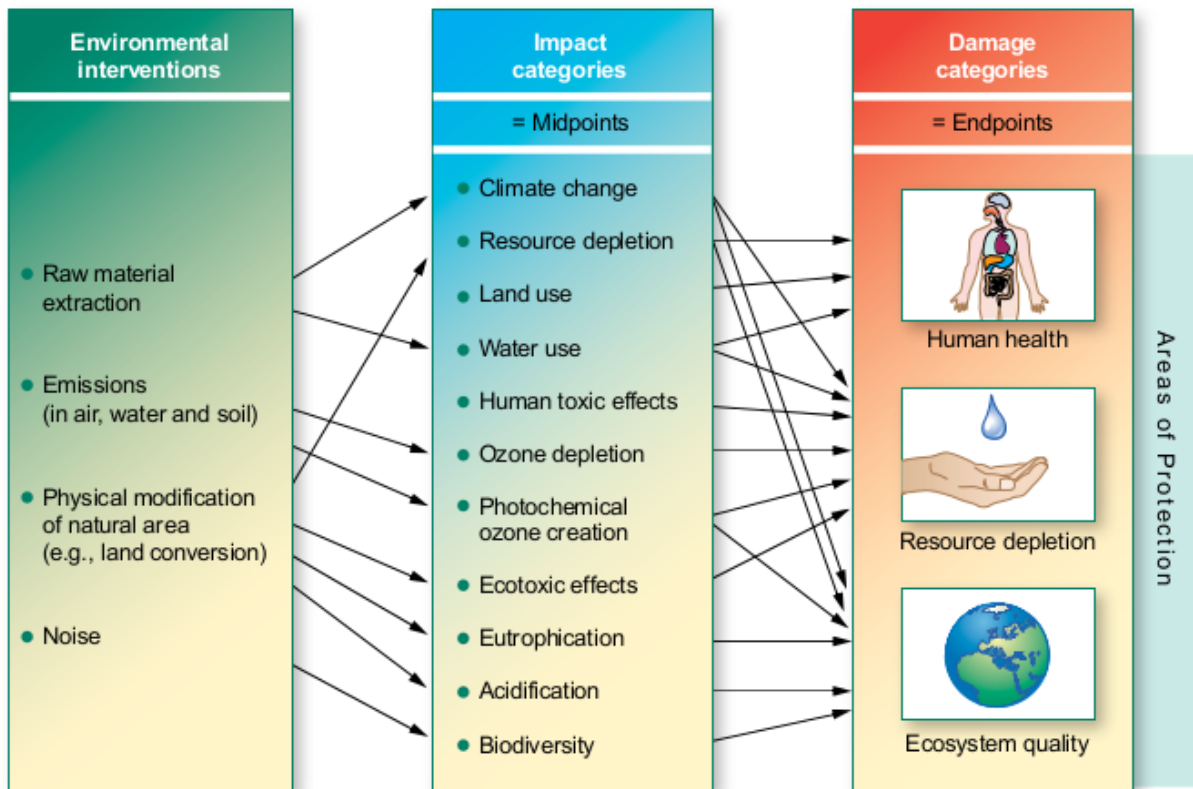 Environmental
interventions
Raw material
extraction
Emissions
(in air, water and soil)
Physical modification
of natural area
(e.g., land conversion)
Noise
Impact
categories
= Midpoints
Climate change
Resource depletion
Land use
Water use
Human toxic effects
Ozone depletion
Photochemical
ozone creation
Ecotoxic effects
Eutrophication
Acidification
Biodiversity
Damage
categories
= Endpoints
Human health
Resource depletion
Ecosystem quality
Areas of Protection